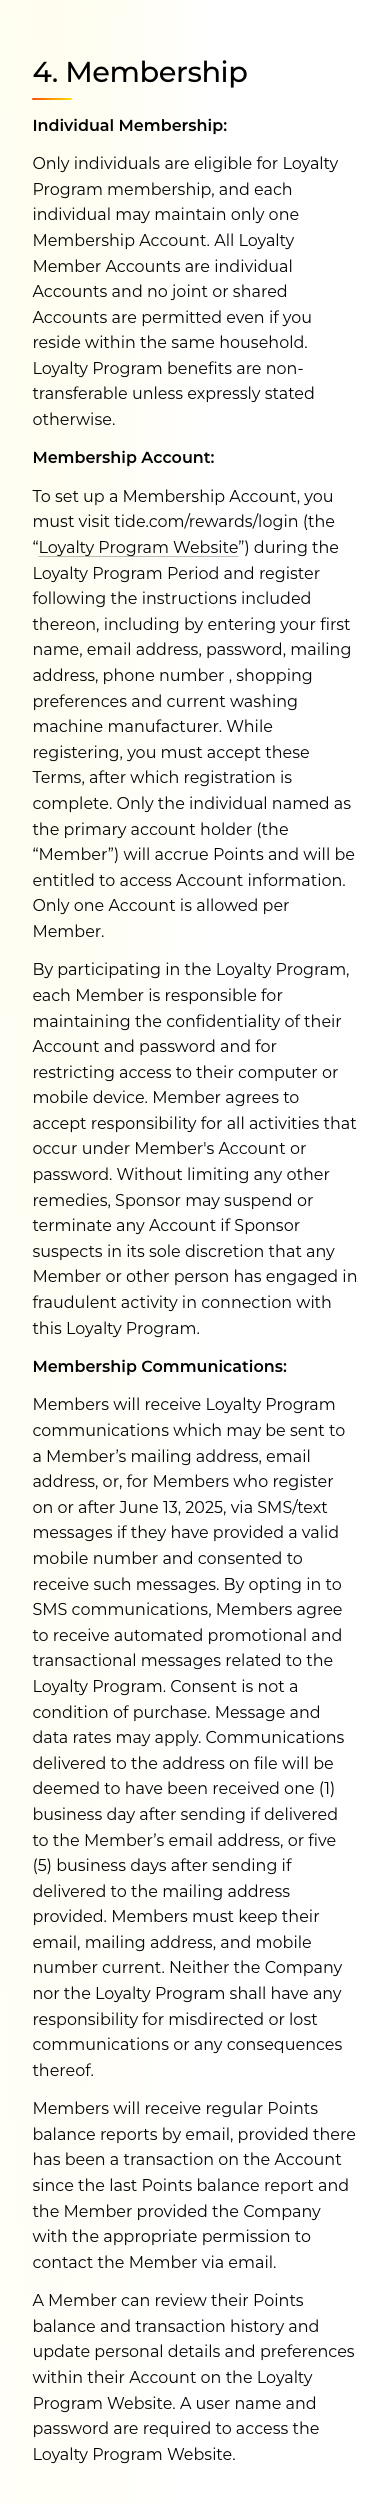 4. Membership
Individual Membership:
Only individuals are eligible for Loyalty
Program membership, and each
individual may maintain only one
Membership Account. All Loyalty
Member Accounts are individual
Accounts and no joint or shared
Accounts are permitted even if you
reside within the same household.
Loyalty Program benefits are non-
transferable unless expressly stated
otherwise.
Membership Account:
To set up a Membership Account, you
must visit tide.com/rewards/login (the
“Loyalty Program Website”) during the
Loyalty Program Period and register
following the instructions included
thereon, including by entering your first
name, email address, password, mailing
address, phone number , shopping
preferences and current washing
machine manufacturer. While
registering, you must accept these
Terms, after which registration is
complete. Only the individual named as
the primary account holder (the
“Member”) will accrue Points and will be
entitled to access Account information.
Only one Account is allowed per
Member.
By participating in the Loyalty Program,
each Member is responsible for
maintaining the confidentiality of their
Account and password and for
restricting access to their computer or
mobile device. Member agrees to
accept responsibility for all activities that
occur under Member's Account or
password. Without limiting any other
remedies, Sponsor may suspend or
terminate any Account if Sponsor
suspects in its sole discretion that any
Member or other person has engaged in
fraudulent activity in connection with
this Loyalty Program.
Membership Communications:
Members will receive Loyalty Program
communications which may be sent to
a Member’s mailing address, email
address, or, for Members who register
on or after June 13, 2025, via SMS/text
messages if they have provided a valid
mobile number and consented to
receive such messages. By opting in to
SMS communications, Members agree
to receive automated promotional and
transactional messages related to the
Loyalty Program. Consent is not a
condition of purchase. Message and
data rates may apply. Communications
delivered to the address on file will be
deemed to have been received one (1)
business day after sending if delivered
to the Member’s email address, or five
(5) business days after sending if
delivered to the mailing address
provided. Members must keep their
email, mailing address, and mobile
number current. Neither the Company
nor the Loyalty Program shall have any
responsibility for misdirected or lost
communications or any consequences
thereof.
Members will receive regular Points
balance reports by email, provided there
has been a transaction on the Account
since the last Points balance report and
the Member provided the Company
with the appropriate permission to
contact the Member via email.
A Member can review their Points
balance and transaction history and
update personal details and preferences
within their Account on the Loyalty
Program Website. A user name and
password are required to access the
Loyalty Program Website.